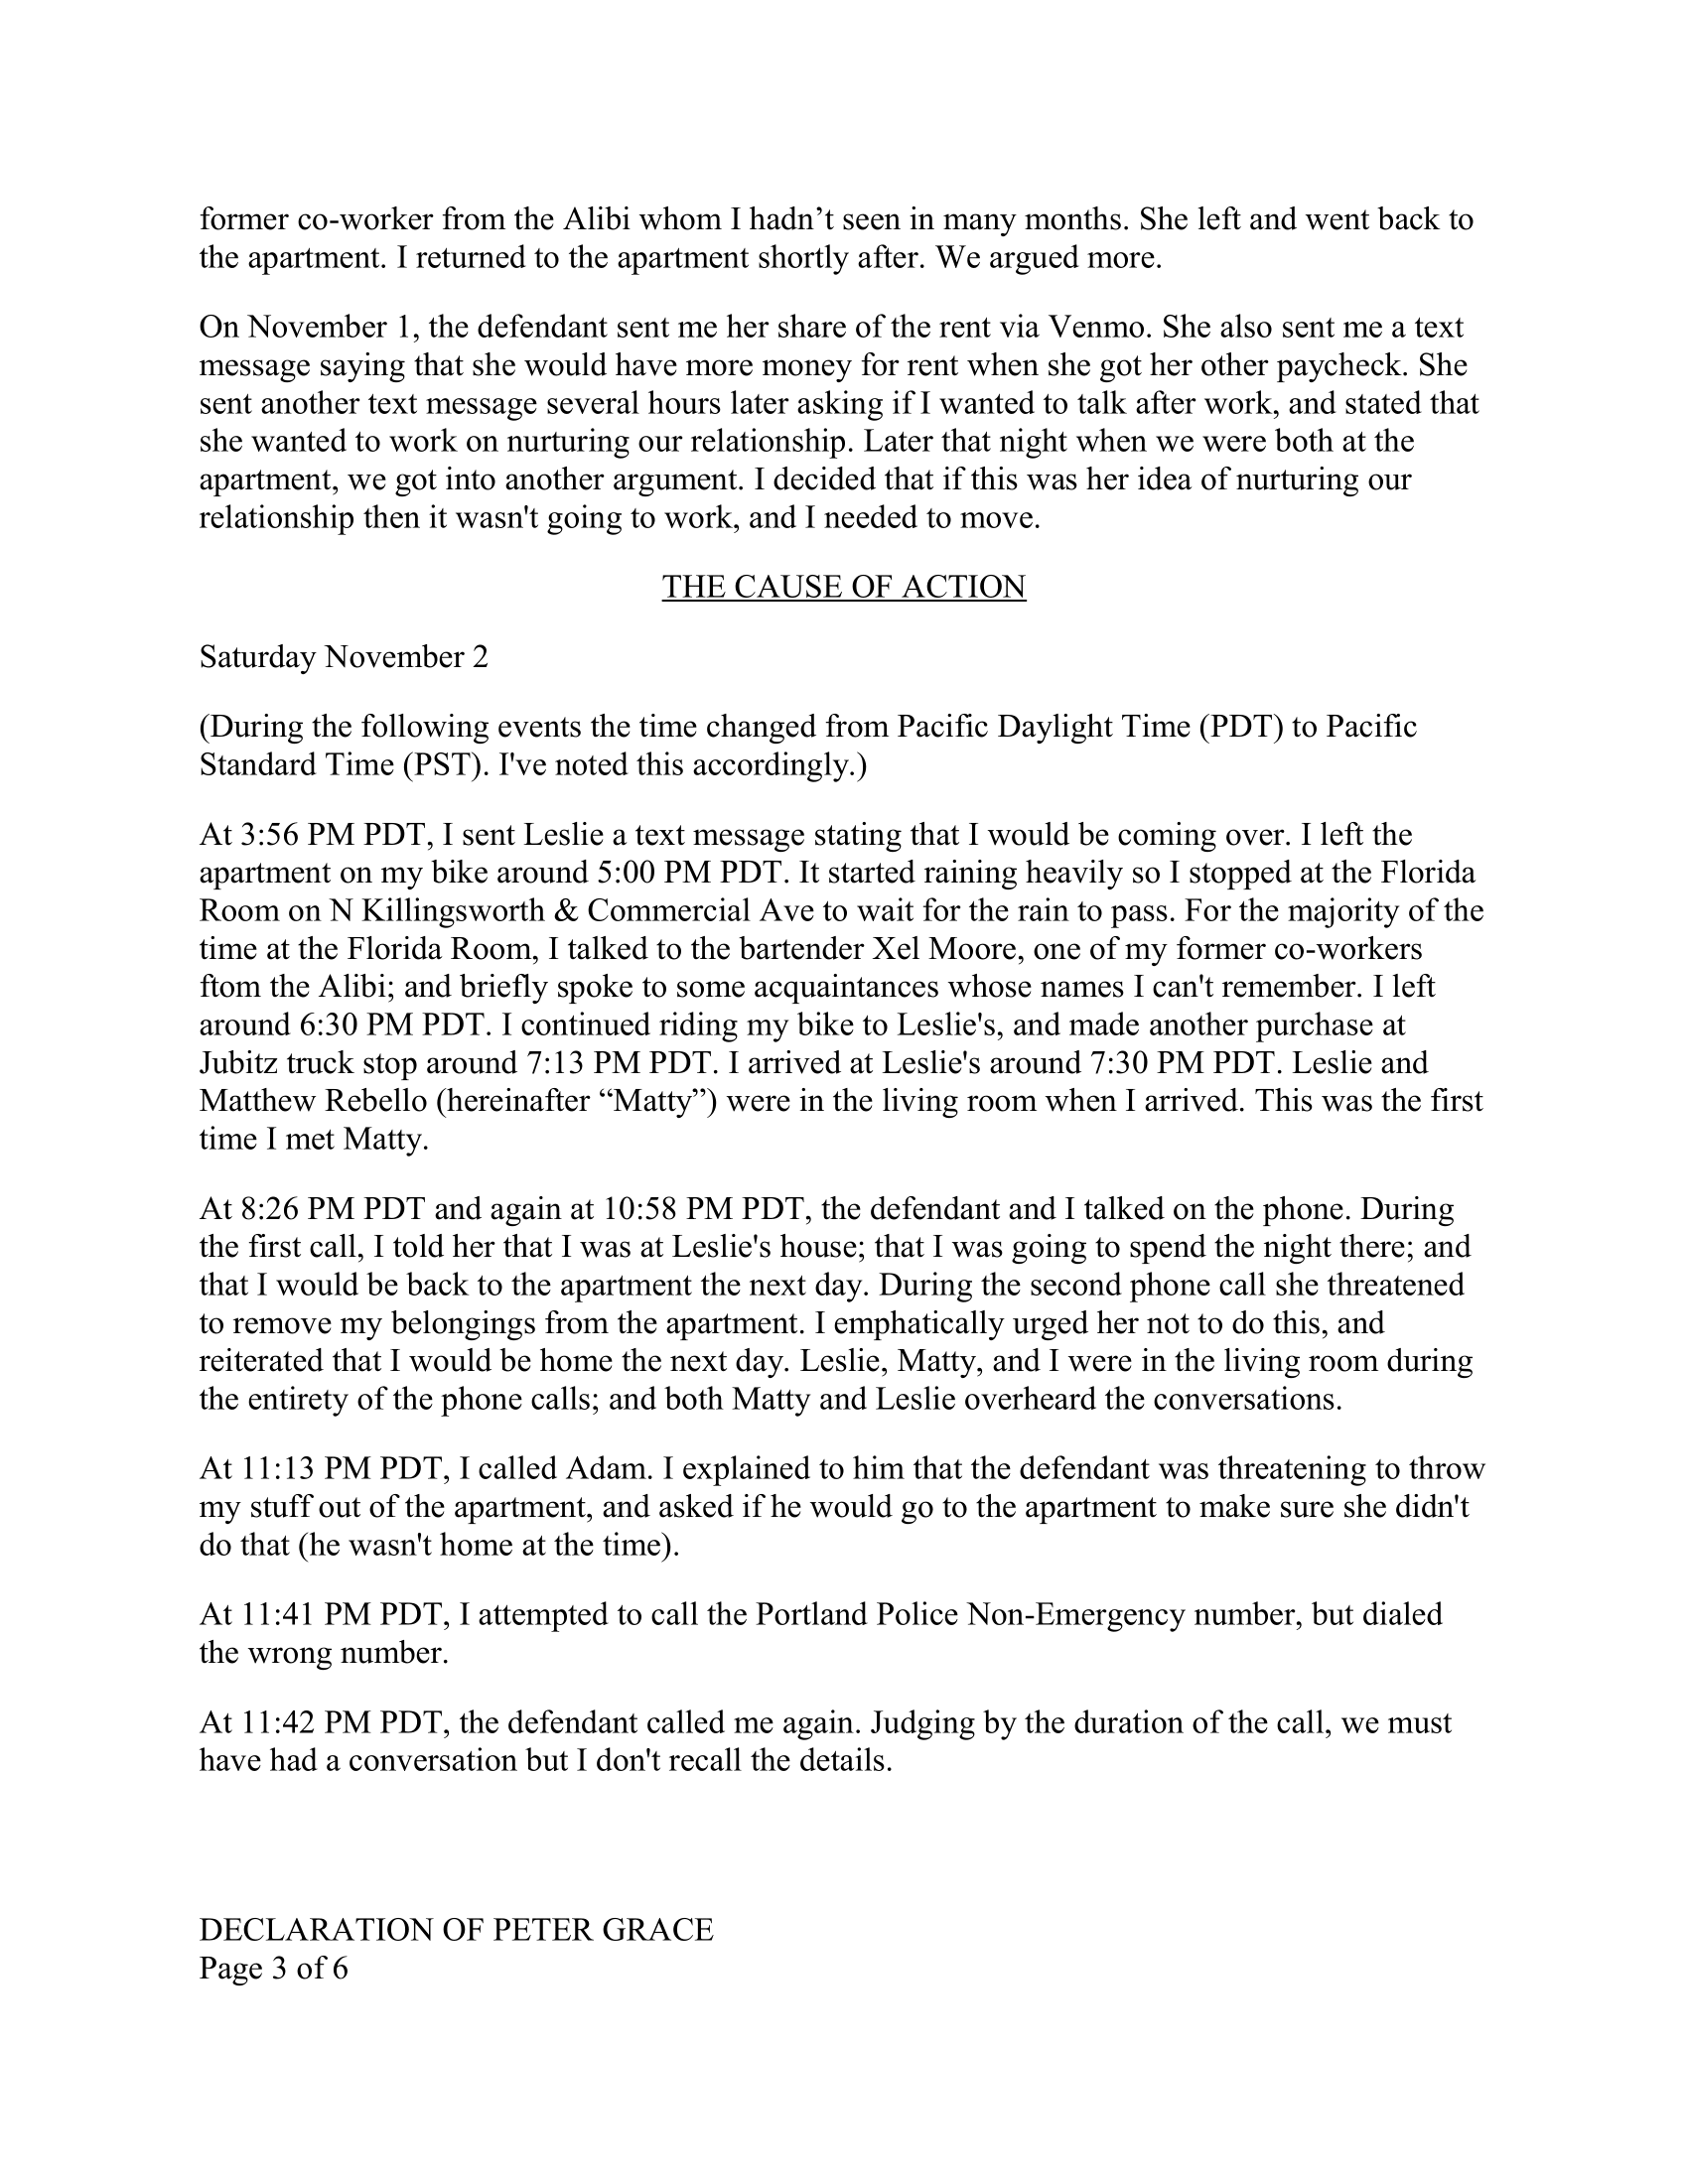 former co-worker from the Alibi whom I hadn’t seen in many months. She left and went back to
the apartment. I returned to the apartment shortly after. We argued more.
On November 1, the defendant sent me her share of the rent via Venmo. She also sent me a text
message saying that she would have more money for rent when she got her other paycheck. She
sent another text message several hours later asking if I wanted to talk after work, and stated that
she wanted to work on nurturing our relationship. Later that night when we were both at the
apartment, we got into another argument. I decided that if this was her idea of nurturing our
relationship then it wasn't going to work, and I needed to move.
THE CAUSE OF ACTION
Saturday November 2
(During the following events the time changed from Pacific Daylight Time (PDT) to Pacific
Standard Time (PST). I've noted this accordingly.)
At 3:56 PM PDT, I sent Leslie a text message stating that I would be coming over. I left the
apartment on my bike around 5:00 PM PDT. It started raining heavily so I stopped at the Florida
Room on N Killingsworth & Commercial Ave to wait for the rain to pass. For the majority of the
time at the Florida Room, I talked to the bartender Xel Moore, one of my former co-workers
ftom the Alibi; and briefly spoke to some acquaintances whose names I can't remember. I left
around 6:30 PM PDT. I continued riding my bike to Leslie's, and made another purchase at
Jubitz truck stop around 7:13 PM PDT. I arrived at Leslie's around 7:30 PM PDT. Leslie and
Matthew Rebello (hereinafter “Matty”) were in the living room when I arrived. This was the first
time I met Matty.
At 8:26 PM PDT and again at 10:58 PM PDT, the defendant and I talked on the phone. During
the first call, I told her that I was at Leslie's house; that I was going to spend the night there; and
that I would be back to the apartment the next day. During the second phone call she threatened
to remove my belongings from the apartment. I emphatically urged her not to do this, and
reiterated that I would be home the next day. Leslie, Matty, and I were in the living room during
the entirety of the phone calls; and both Matty and Leslie overheard the conversations.
At 11:13 PM PDT, I called Adam. I explained to him that the defendant was threatening to throw
my stuff out of the apartment, and asked if he would go to the apartment to make sure she didn't
do that (he wasn't home at the time).
At 11:41 PM PDT, I attempted to call the Portland Police Non-Emergency number, but dialed
the wrong number.
At 11:42 PM PDT, the defendant called me again. Judging by the duration of the call, we must
have had a conversation but I don't recall the details.
DECLARATION OF PETER GRACE
Page 3 of 6